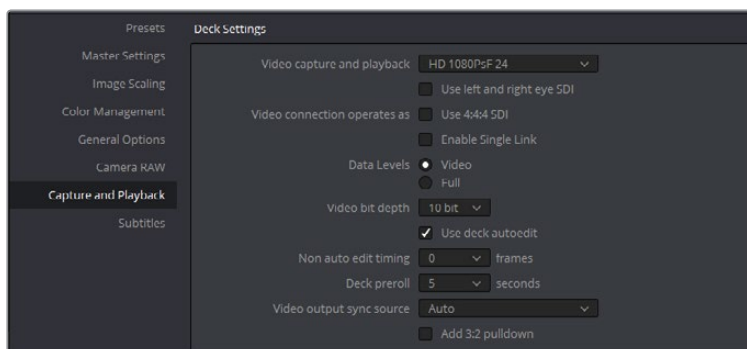 Presets
Master Settings
Image Scaling
Color Management
General Options
Camera RAW
Capture and Playback
Subtitles
Deck Settings
Video capture and playback HD 1080PsF 24
Use left and right eye SDI
Video connection operates as Use 4:4:4 SDI
Enable Single Link
Data Levels Video
Full
Video bit depth 10 bit
Use deck autoedit
Non auto edit timing 0 frames
Deck preroll 5 seconds
Video output sync source Auto
Add 3:2 pulldown